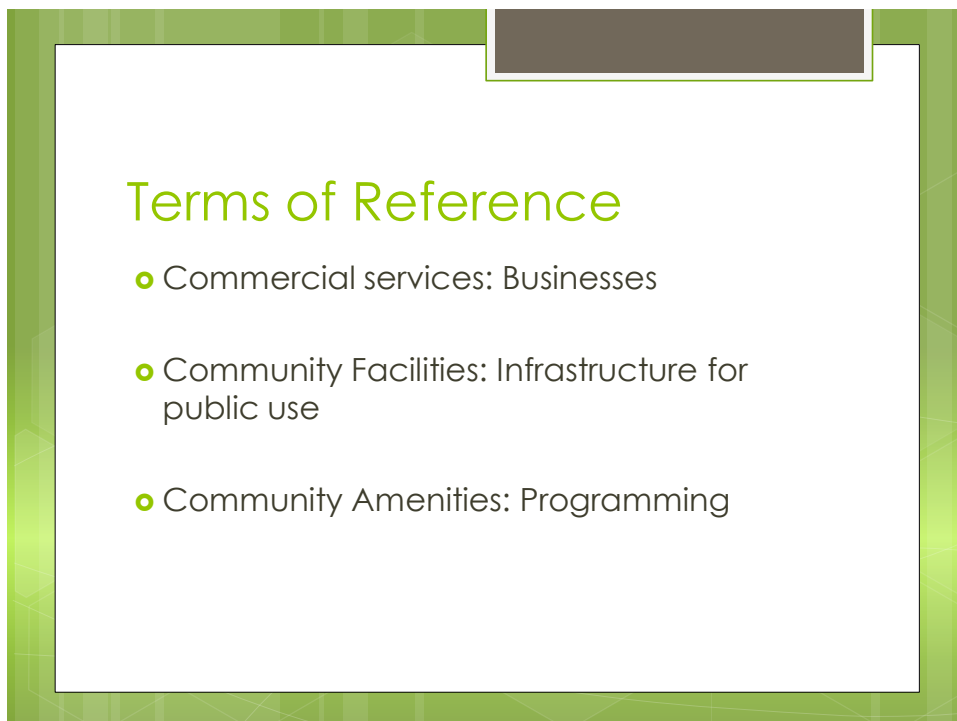 Terms of Reference
Commercial services: Businesses
Community Facilities: Infrastructure for
public use
Community Amenities: Programming